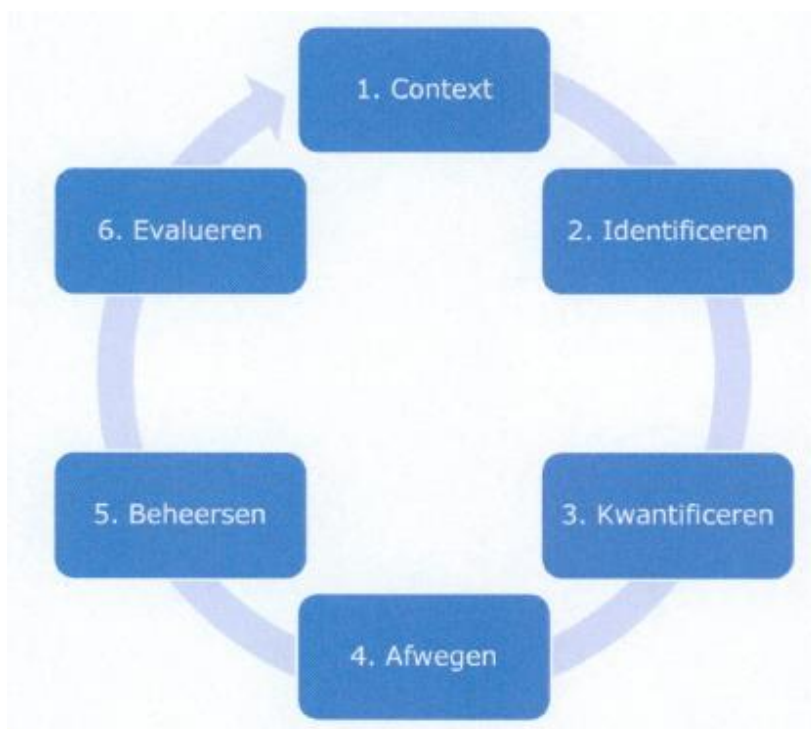 1. Context
2. Identificeren
3. Kwantificeren
4. Afwegen
5. Beheersen
6. Evalueren